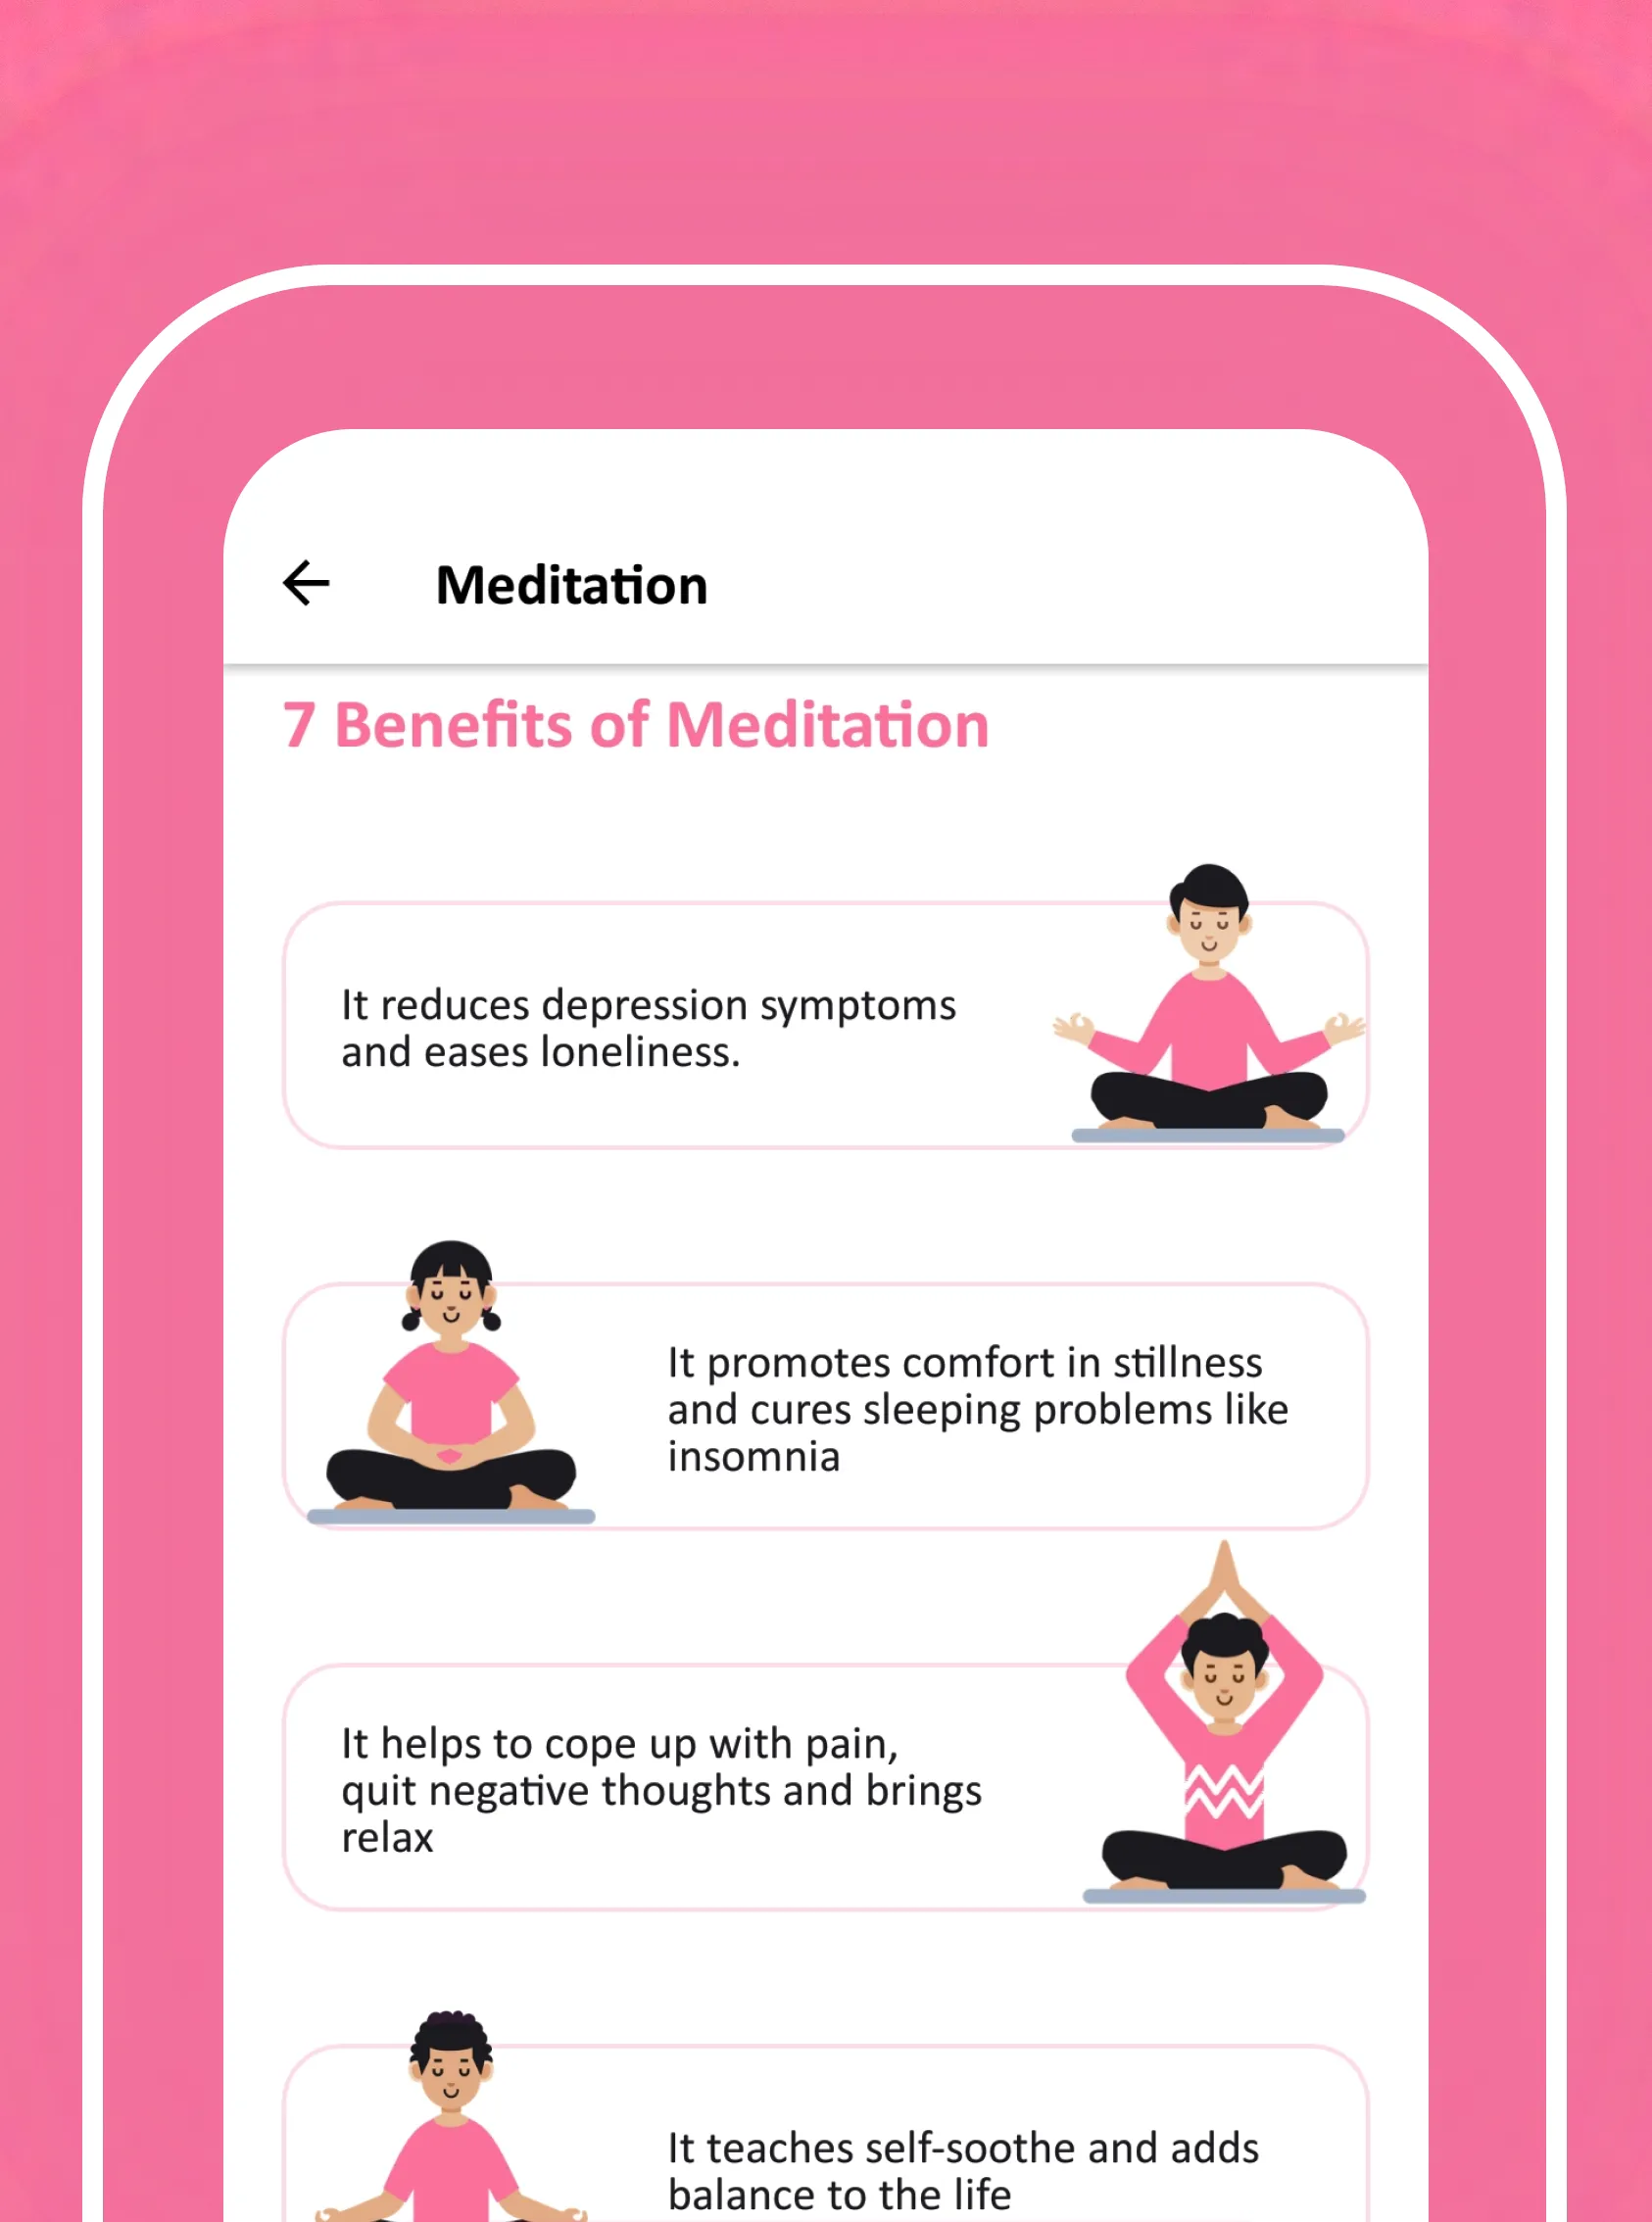 Meditation
7 Benefits of Meditation
It reduces depression symptoms
and eases loneliness.
It promotes comfort in stillness
and cures sleeping problems like
insomnia
It helps to cope up with pain,
quit negative thoughts and brings
relax
It teaches self-soothe and adds
balance to the life